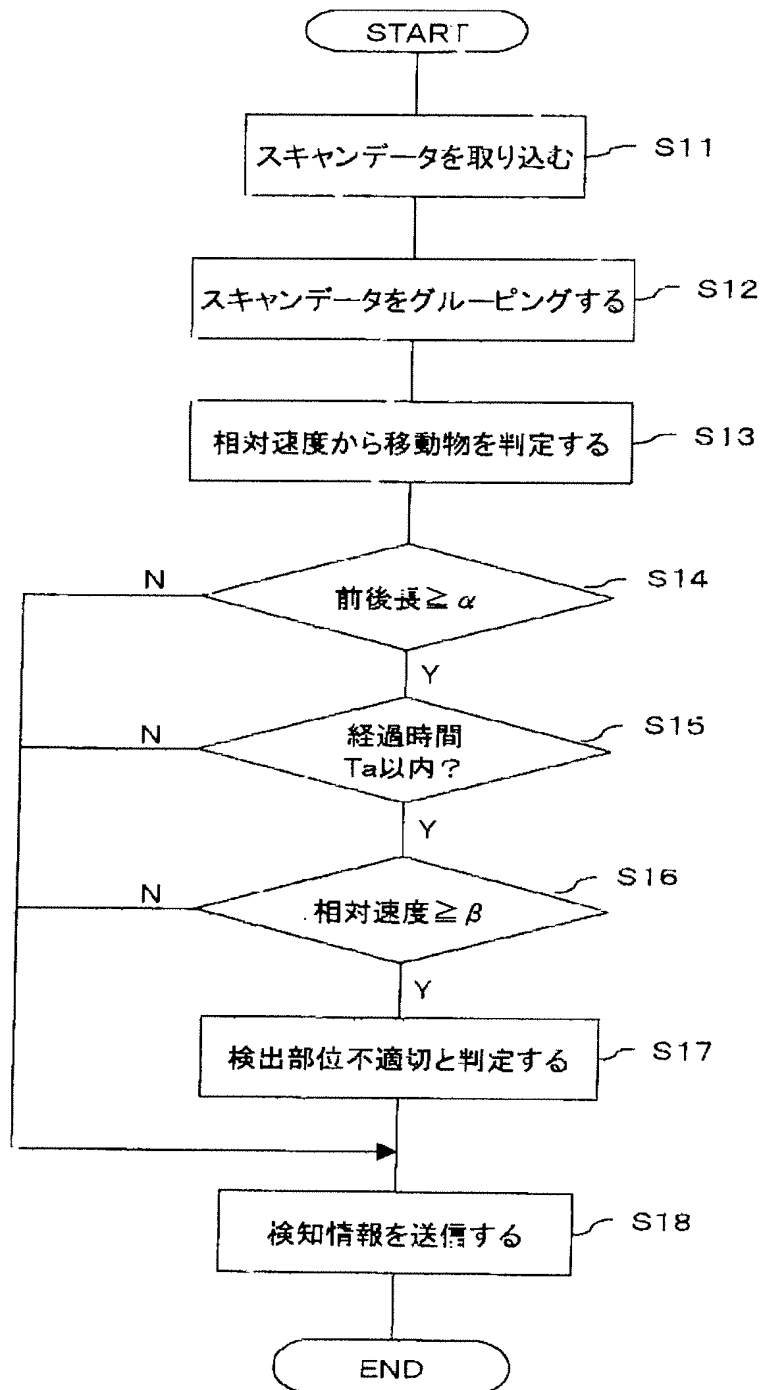 START
スキャンデータを取り込む
S11
スキャンデータをグルーピングする
S12
相対速度から移動物を判定する
S13
前後長≧α
S14
N
Y
経過時間
Ta以内?
S15
N
Y
相対速度≧β
S16
N
Y
検出部位不適切と判定する
S17
検知情報を送信する
S18
END